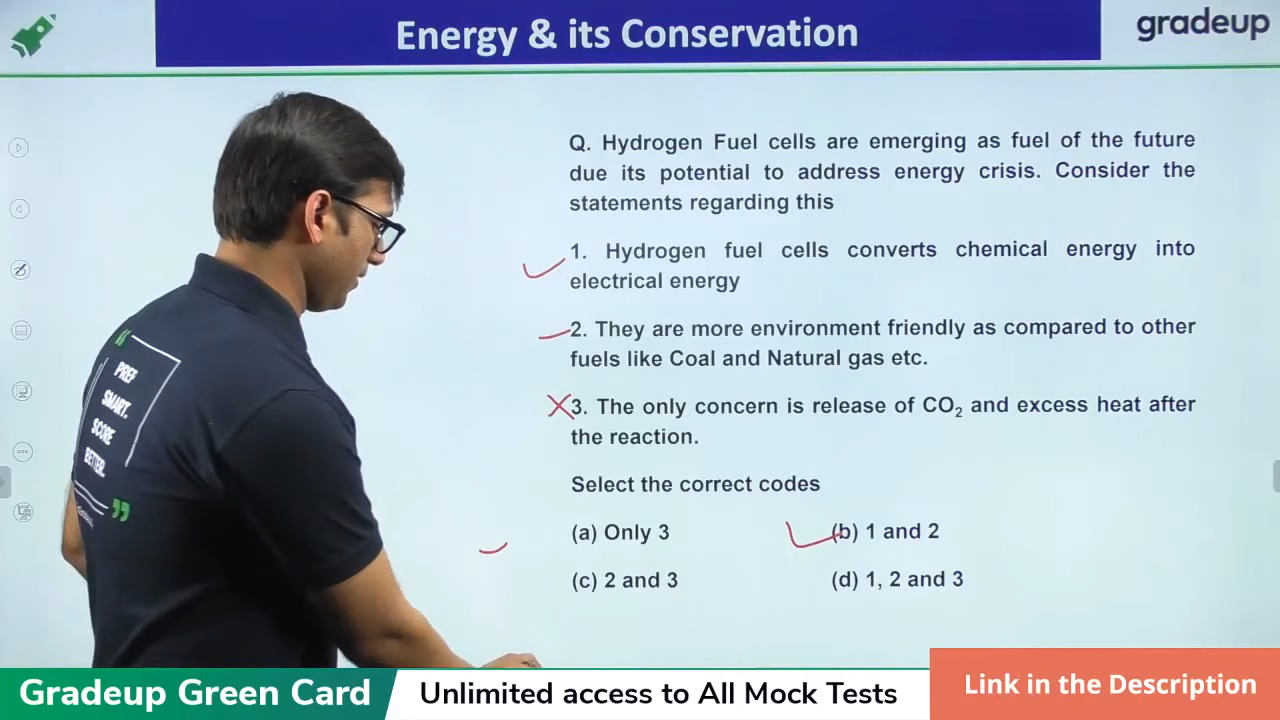 Energy & its Conservation
gradeup
Q. Hydrogen Fuel cells are emerging as fuel of the future
due its potential to address energy crisis. Consider the
statements regarding this
1. Hydrogen fuel cells converts chemical energy into
electrical energy
2. They are more environment friendly as compared to other
fuels like Coal and Natural gas etc.
3. The only concern is release of CO₂ and excess heat after
the reaction.
Select the correct codes
(a) Only 3
(b) 1 and 2
(c) 2 and 3
(d) 1, 2 and 3
PREP
SMART.
SCORE
BETTER.
Gradeup Green Card
Unlimited access to All Mock Tests
Link in the Description